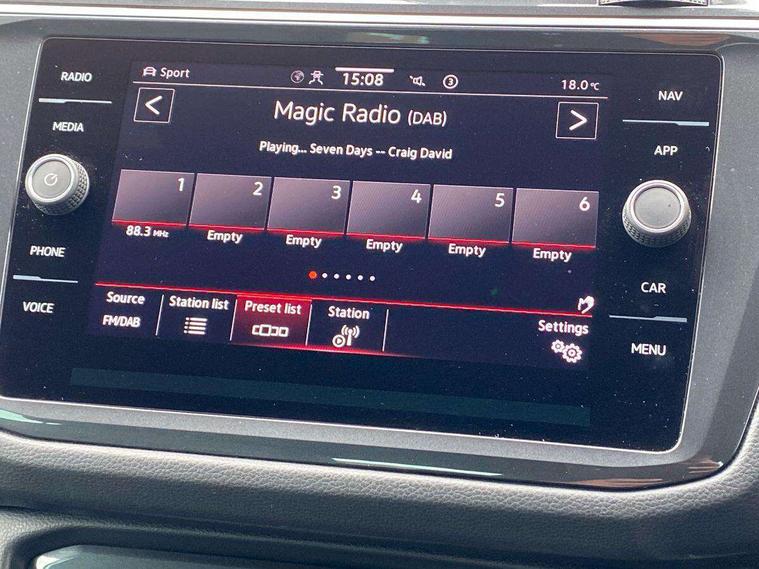 RADIO
MEDIA
PHONE
VOICE
Sport
15:08
3
18.0°C
<
Magic Radio (DAB)
>
Playing... Seven Days -- Craig David
1
2
3
4
5
6
88.3 MHz
Empty
Empty
Empty
Empty
Empty
Source
FM/DAB
Station list
Preset list
Station
Settings
NAV
APP
CAR
MENU